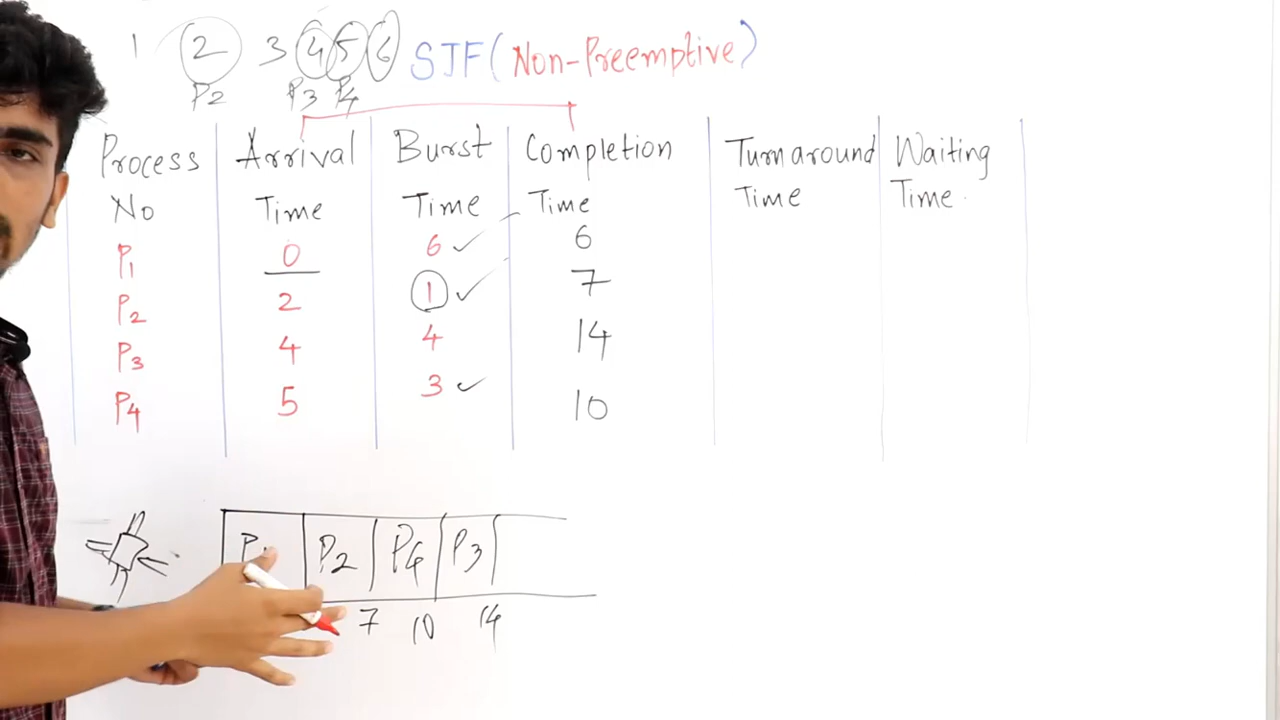 1 2 3 4 5 6 SJF (Non-Preemptive)
P2 P3 P4
Process No
Arrival Time
Burst Time
Completion Time
Turnaround Time
Waiting Time
P1 0 6 6
P2 2 1 7
P3 4 4 14
P4 5 3 10
P1 P2 P4 P3
7 10 14